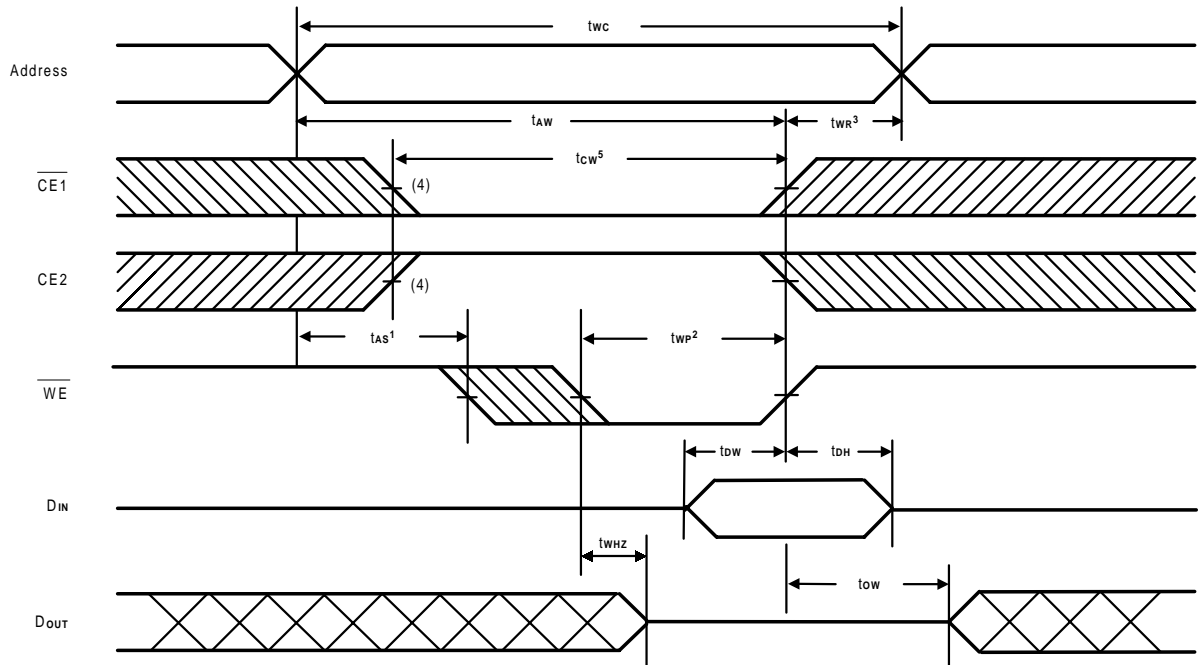 tWC
Address
tAW
tWR³
tCW⁵
CE1
(4)
CE2
(4)
tAS¹
tWP²
WE
tDW
tDH
DIN
tWHZ
tOW
DOUT